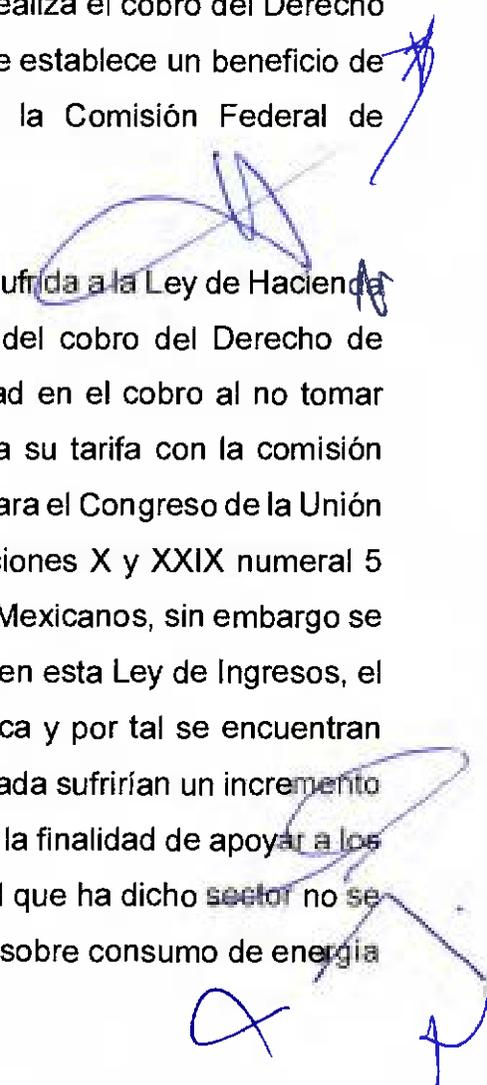 ealiza el cobro del Derecho
e establece un beneficio de
la Comisión Federal de
ufrida a la Ley de Hacienda
del cobro del Derecho de
ad en el cobro al no tomar
a su tarifa con la comisión
ara el Congreso de la Unión
ciones X y XXIX numeral 5
Mexicanos, sin embargo se
en esta Ley de Ingresos, el
ca y por tal se encuentran
ada sufrirían un incremento
la finalidad de apoyar a los
l que ha dicho sector no se
sobre consumo de energía